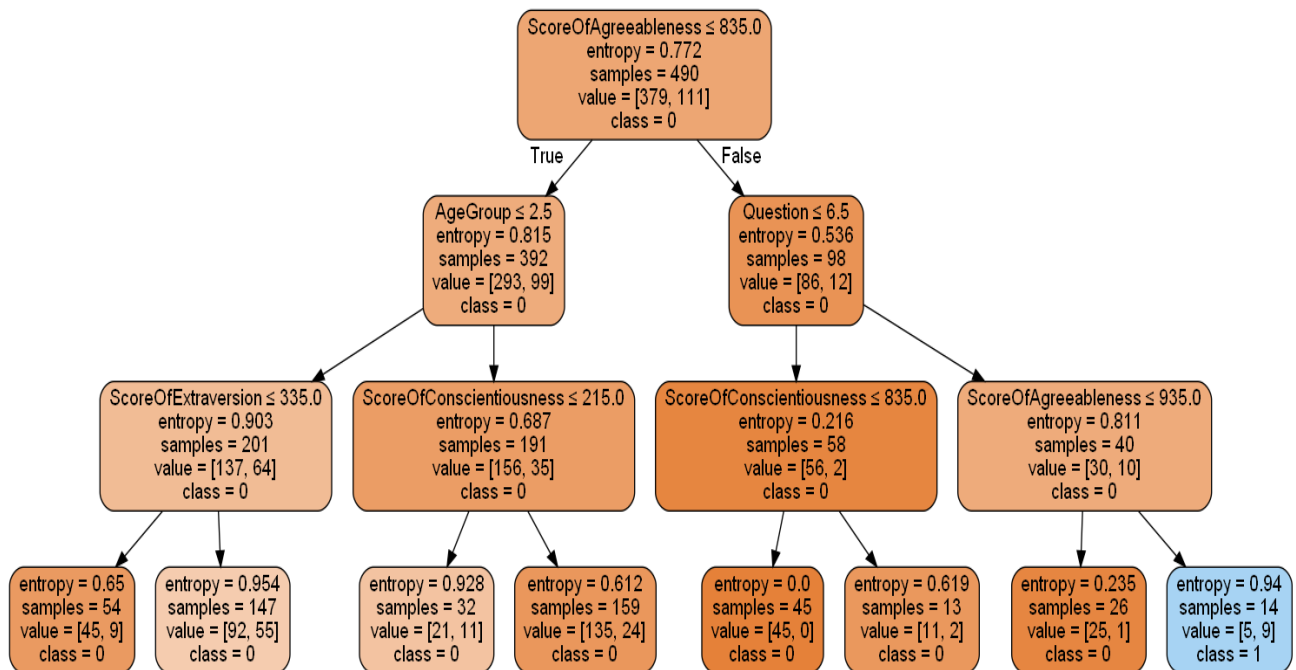 ScoreOfAgreeableness ≤ 835.0
entropy = 0.772
samples = 490
value = [379, 111]
class = 0
True
False
AgeGroup ≤ 2.5
entropy = 0.815
samples = 392
value = [293, 99]
class = 0
Question ≤ 6.5
entropy = 0.536
samples = 98
value = [86, 12]
class = 0
ScoreOfExtraversion ≤ 335.0
entropy = 0.903
samples = 201
value = [137, 64]
class = 0
ScoreOfConscientiousness ≤ 215.0
entropy = 0.687
samples = 191
value = [156, 35]
class = 0
ScoreOfConscientiousness ≤ 835.0
entropy = 0.216
samples = 58
value = [56, 2]
class = 0
ScoreOfAgreeableness ≤ 935.0
entropy = 0.811
samples = 40
value = [30, 10]
class = 0
entropy = 0.65
samples = 54
value = [45, 9]
class = 0
entropy = 0.954
samples = 147
value = [92, 55]
class = 0
entropy = 0.928
samples = 32
value = [21, 11]
class = 0
entropy = 0.612
samples = 159
value = [135, 24]
class = 0
entropy = 0.0
samples = 45
value = [45, 0]
class = 0
entropy = 0.619
samples = 13
value = [11, 2]
class = 0
entropy = 0.235
samples = 26
value = [25, 1]
class = 0
entropy = 0.94
samples = 14
value = [5, 9]
class = 1